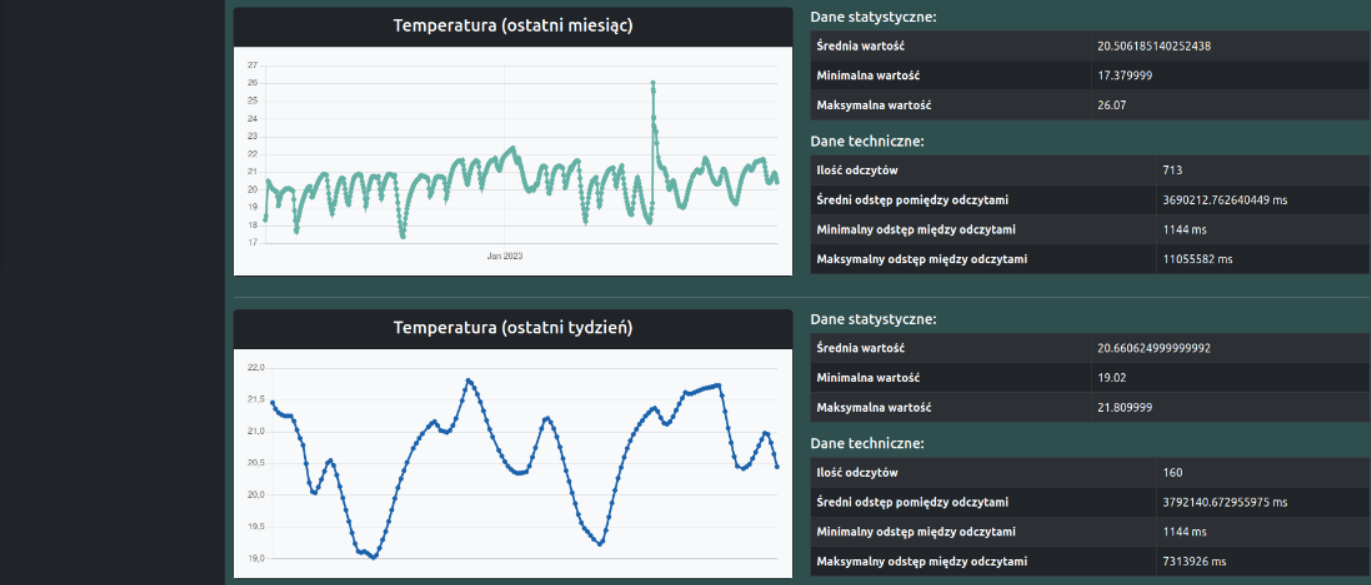 Temperatura (ostatni miesiąc)
27
26
25
24
23
22
21
20
19
18
17
Jan 2023
Dane statystyczne:
Średnia wartość 20.506185140252438
Minimalna wartość 17.379999
Maksymalna wartość 26.07
Dane techniczne:
Ilość odczytów 713
Średni odstęp pomiędzy odczytami 3690212.762640449 ms
Minimalny odstęp między odczytami 1144 ms
Maksymalny odstęp między odczytami 11055582 ms
Temperatura (ostatni tydzień)
22,0
21,5
21,0
20,5
20,0
19,5
19,0
Dane statystyczne:
Średnia wartość 20.660624999999992
Minimalna wartość 19.02
Maksymalna wartość 21.809999
Dane techniczne:
Ilość odczytów 160
Średni odstęp pomiędzy odczytami 3792140.672955975 ms
Minimalny odstęp między odczytami 1144 ms
Maksymalny odstęp między odczytami 7313926 ms